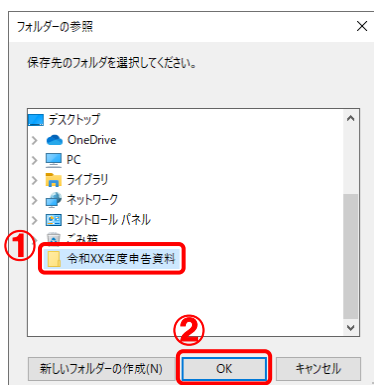 フォルダーの参照
保存先のフォルダを選択してください。
デスクトップ
OneDrive
PC
ライブラリ
ネットワーク
コントロール パネル
ごみ箱
①
令和XX年度申告資料
②
新しいフォルダーの作成(N)
OK
キャンセル